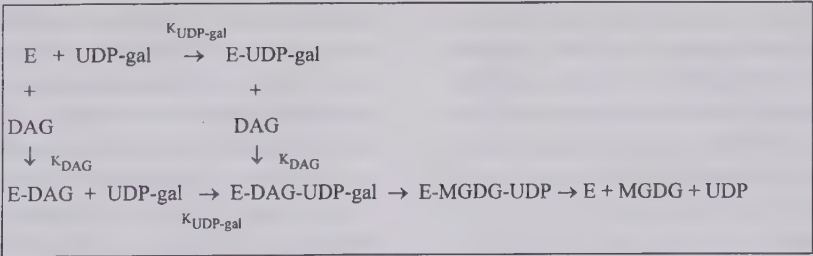 K_UDP-gal
E + UDP-gal → E-UDP-gal
+ +
DAG DAG
↓ K_DAG ↓ K_DAG
E-DAG + UDP-gal → E-DAG-UDP-gal → E-MGDG-UDP → E + MGDG + UDP
K_UDP-gal